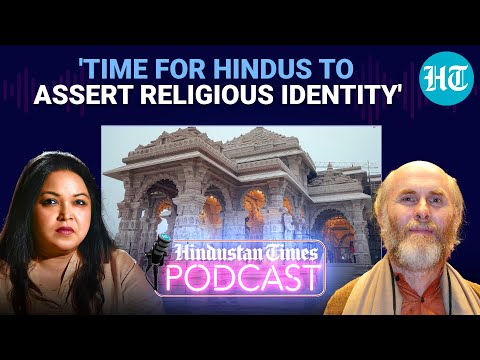 'TIME FOR HINDUS TO
ASSERT RELIGIOUS IDENTITY'
HT
Hindustan Times
PODCAST